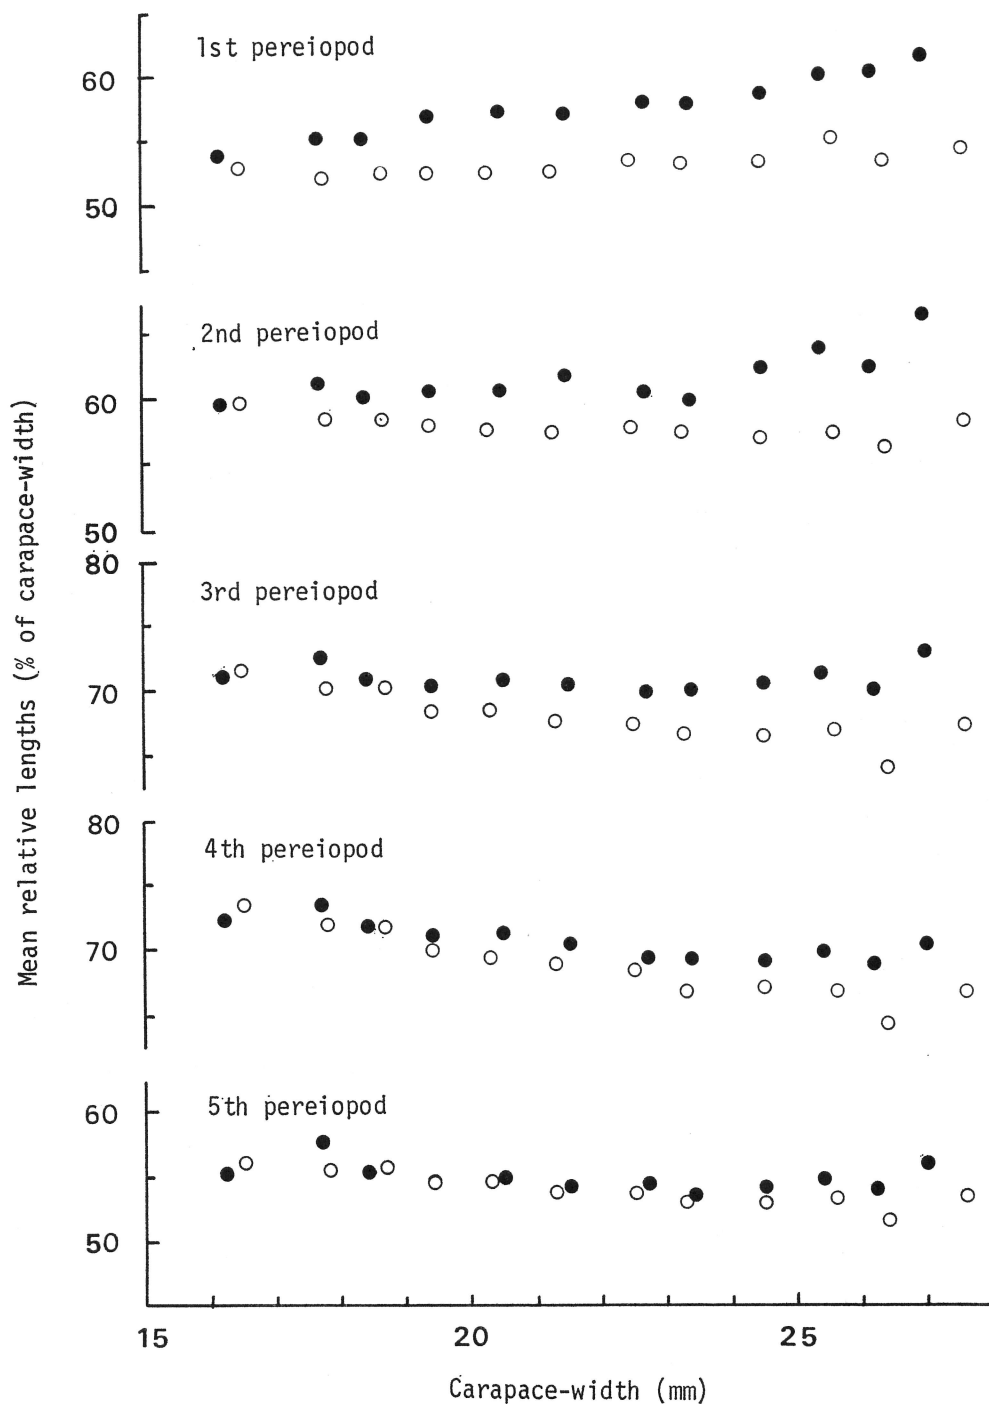 1st pereiopod
60
50
2nd pereiopod
60
50
80
3rd pereiopod
70
80
4th pereiopod
70
5th pereiopod
60
50
15 20 25
Carapace-width (mm)
Mean relative lengths (% of carapace-width)